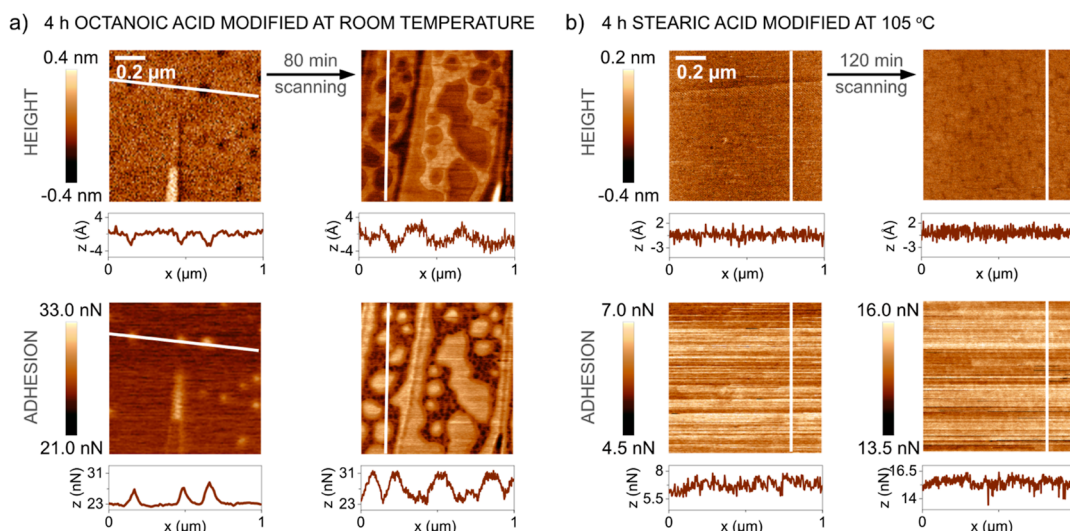 a) 4 h OCTANOIC ACID MODIFIED AT ROOM TEMPERATURE
0.4 nm
-0.4 nm
HEIGHT
0.2 µm
80 min
scanning
4
-4
z (Å)
0
1
x (µm)
4
-4
z (Å)
0
1
x (µm)
33.0 nN
21.0 nN
ADHESION
31
23
z (nN)
0
1
x (µm)
31
23
z (nN)
0
1
x (µm)
b) 4 h STEARIC ACID MODIFIED AT 105 ºC
0.2 nm
-0.4 nm
HEIGHT
0.2 µm
120 min
scanning
2
-3
z (Å)
0
1
x (µm)
2
-3
z (Å)
0
1
x (µm)
7.0 nN
4.5 nN
ADHESION
16.0 nN
13.5 nN
8
5.5
z (nN)
0
1
x (µm)
16.5
14
z (nN)
0
1
x (µm)